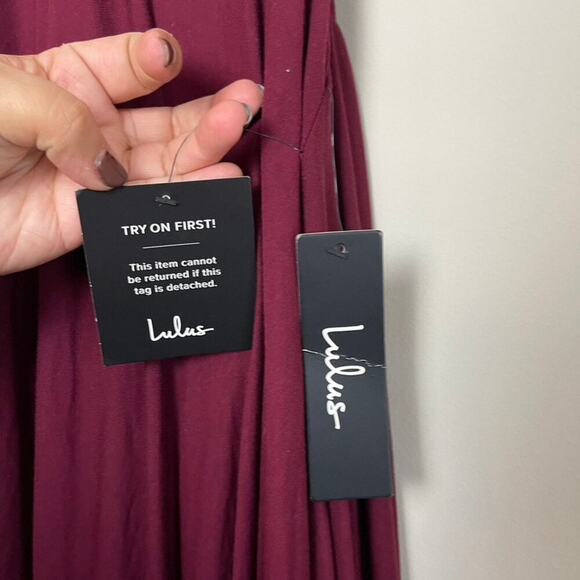 TRY ON FIRST!
This item cannot
be returned if this
tag is detached.
Lulus
Lulus